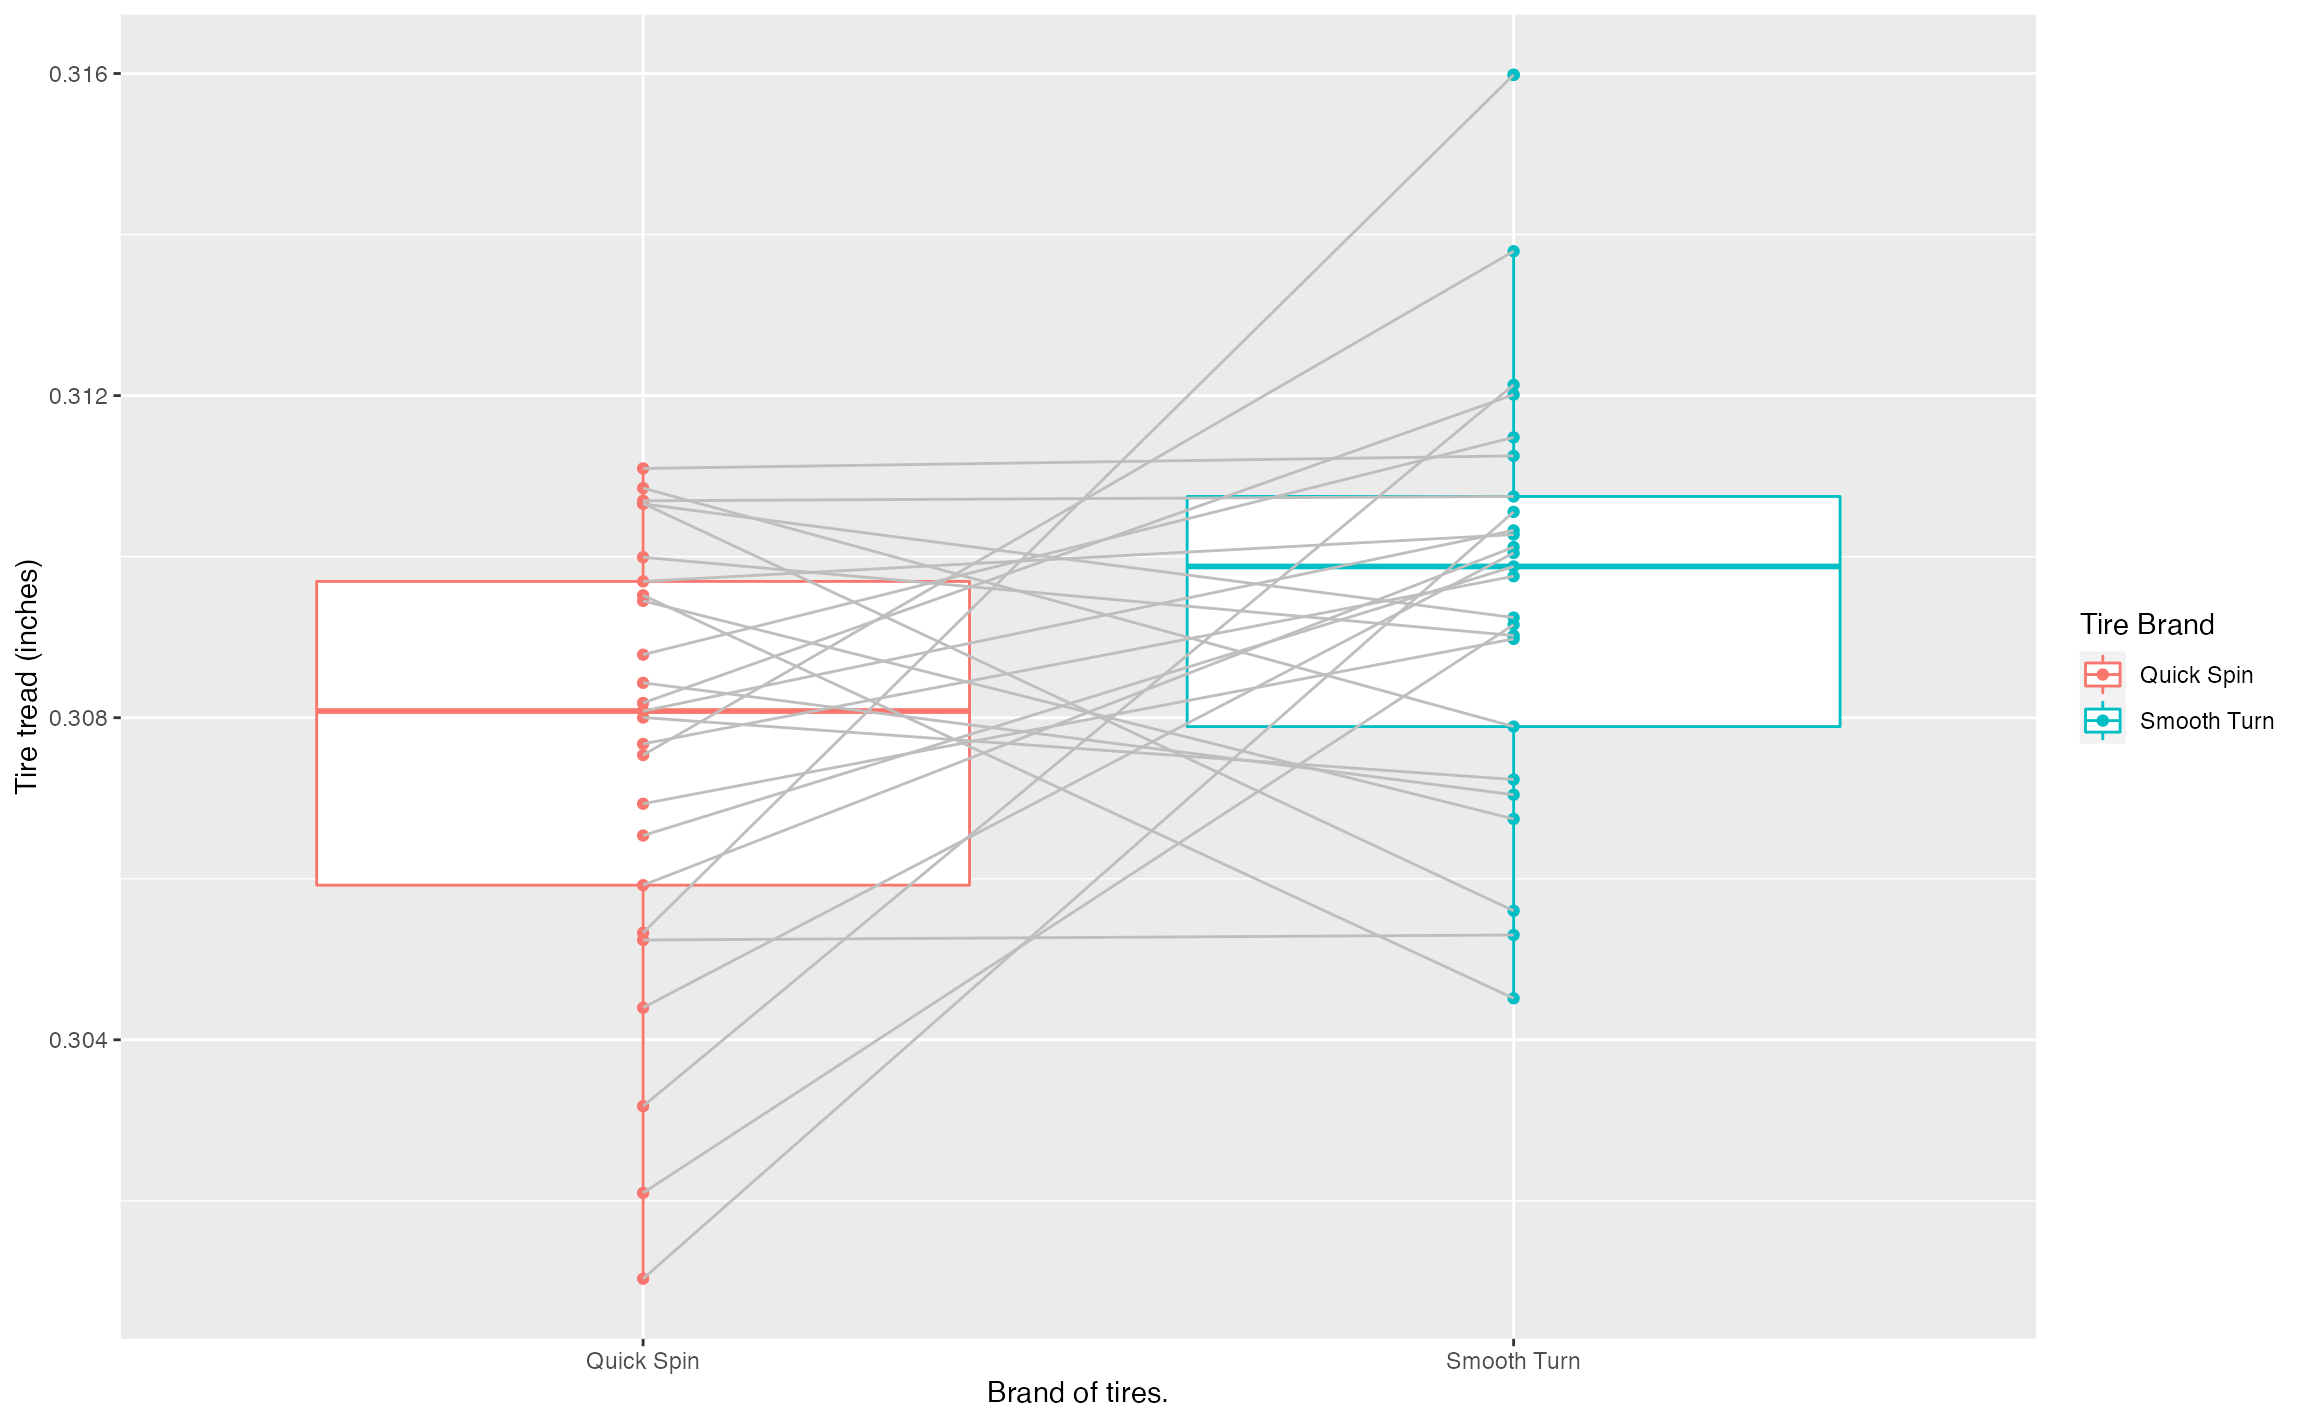 0.316
0.312
0.308
0.304
Tire tread (inches)
Quick Spin
Smooth Turn
Brand of tires.
Tire Brand
Quick Spin
Smooth Turn